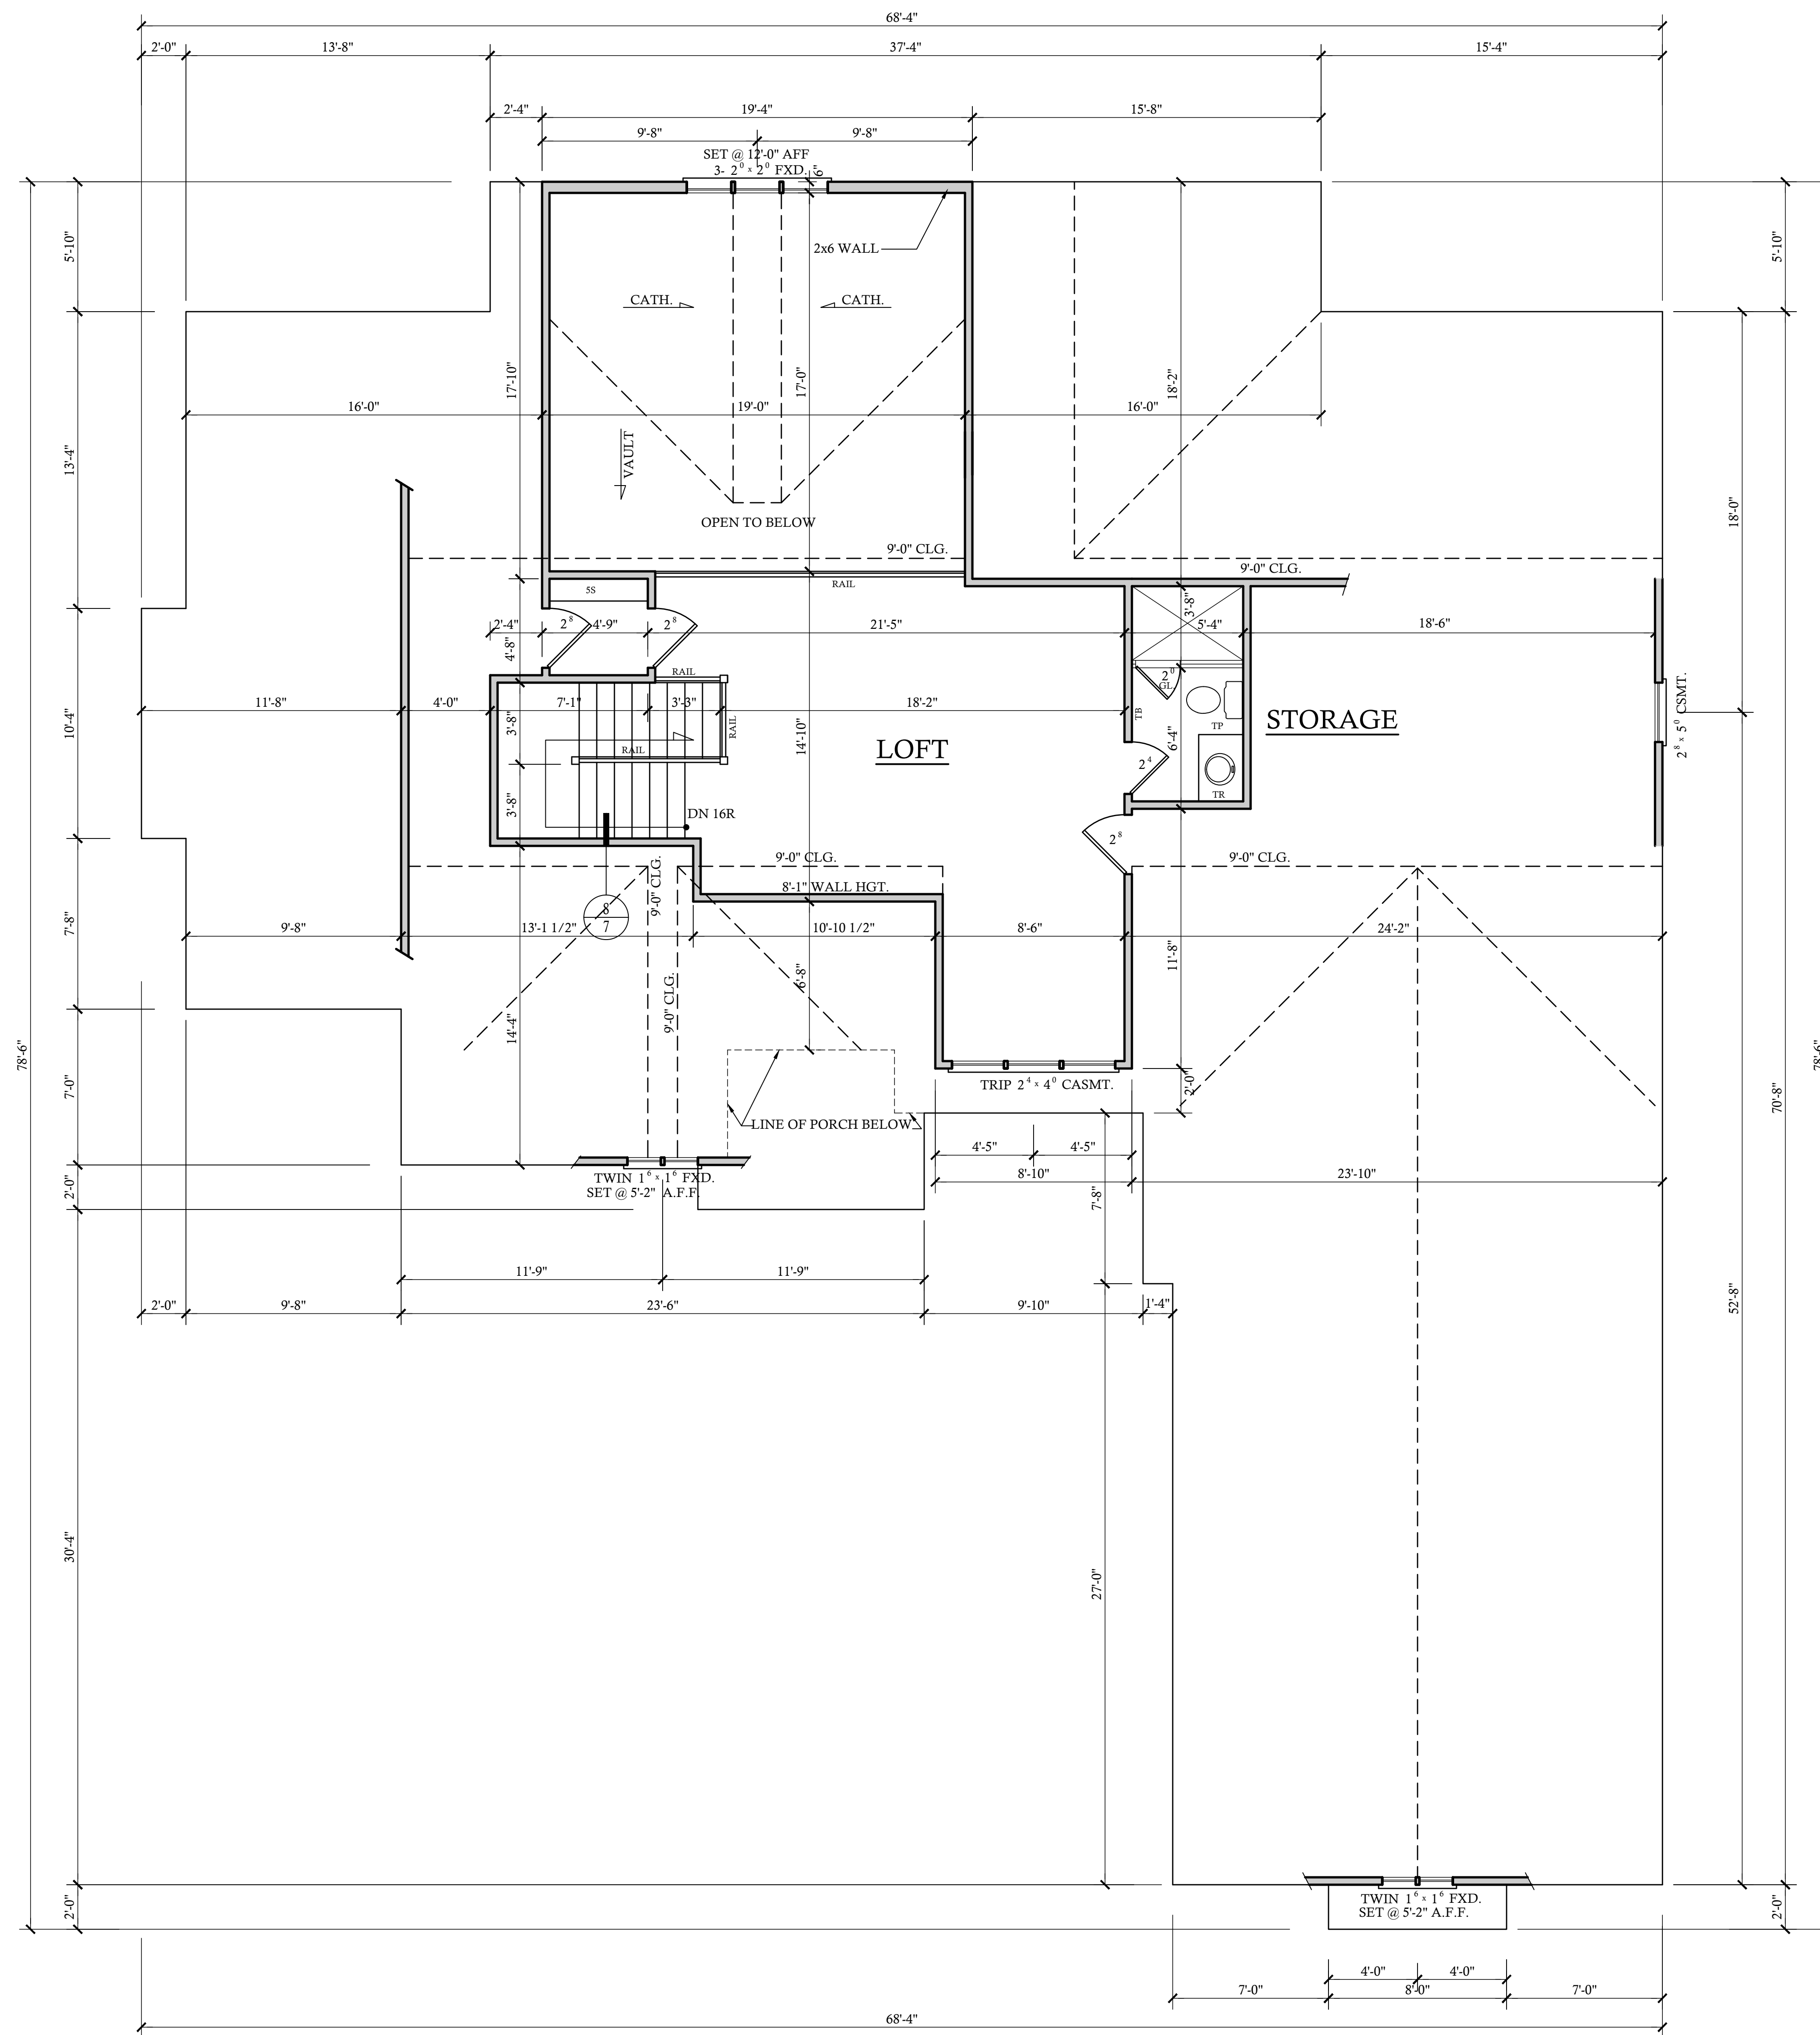 68'-4"
2'-0"
13'-8"
37'-4"
15'-4"
2'-4"
19'-4"
15'-8"
9'-8"
9'-8"
SET @ 12'-0" AFF
3- 2⁰ x 2⁰ FXD.
6"
2x6 WALL
5'-10"
5'-10"
CATH.
CATH.
17'-10"
17'-0"
18'-2"
16'-0"
19'-0"
16'-0"
13'-4"
VAULT
18'-0"
OPEN TO BELOW
9'-0" CLG.
9'-0" CLG.
RAIL
5S
3'-8"
2'-4"
2⁸
4'-9"
2⁸
21'-5"
5'-4"
18'-6"
4'-8"
RAIL
2⁰
GL.
11'-8"
4'-0"
7'-1"
3'-3"
18'-2"
TB
TP
STORAGE
2⁸ x 5⁰ CSMT.
10'-4"
3'-8"
RAIL
RAIL
14'-10"
LOFT
6'-4"
2⁴
TR
3'-8"
DN 16R
2⁸
9'-0" CLG.
9'-0" CLG.
9'-0" CLG.
8'-1" WALL HGT.
8
7
7'-8"
9'-8"
13'-1 1/2"
10'-10 1/2"
8'-6"
24'-2"
11'-8"
6'-8"
9'-0" CLG.
14'-4"
78'-6"
78'-6"
7'-0"
70'-8"
TRIP 2⁴ x 4⁰ CASMT.
2'-0"
LINE OF PORCH BELOW
4'-5"
4'-5"
TWIN 1⁶ x 1⁶ FXD.
SET @ 5'-2" A.F.F.
8'-10"
23'-10"
2'-0"
7'-8"
11'-9"
11'-9"
2'-0"
9'-8"
23'-6"
9'-10"
1'-4"
52'-8"
30'-4"
27'-0"
TWIN 1⁶ x 1⁶ FXD.
SET @ 5'-2" A.F.F.
2'-0"
2'-0"
4'-0"
4'-0"
7'-0"
8'-0"
7'-0"
68'-4"